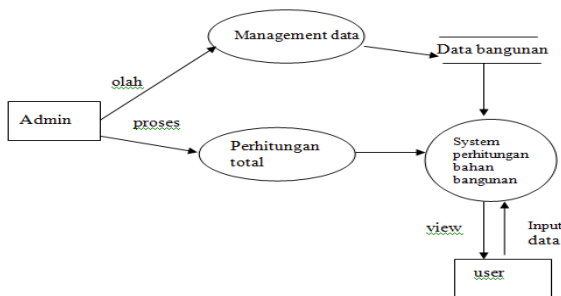 Management data
Data bangunan
olah
Admin
proses
Perhitungan
total
System
perhitungan
bahan
bangunan
view
Input
data
user